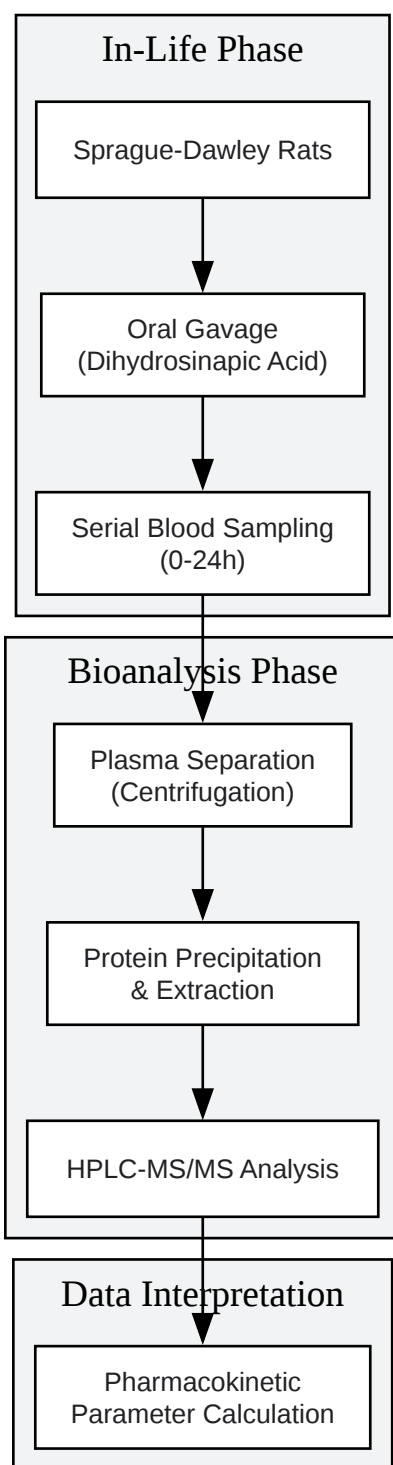 In-Life Phase
Sprague-Dawley Rats
Oral Gavage
(Dihydrosinapic Acid)
Serial Blood Sampling
(0-24h)
Bioanalysis Phase
Plasma Separation
(Centrifugation)
Protein Precipitation
& Extraction
HPLC-MS/MS Analysis
Data Interpretation
Pharmacokinetic
Parameter Calculation